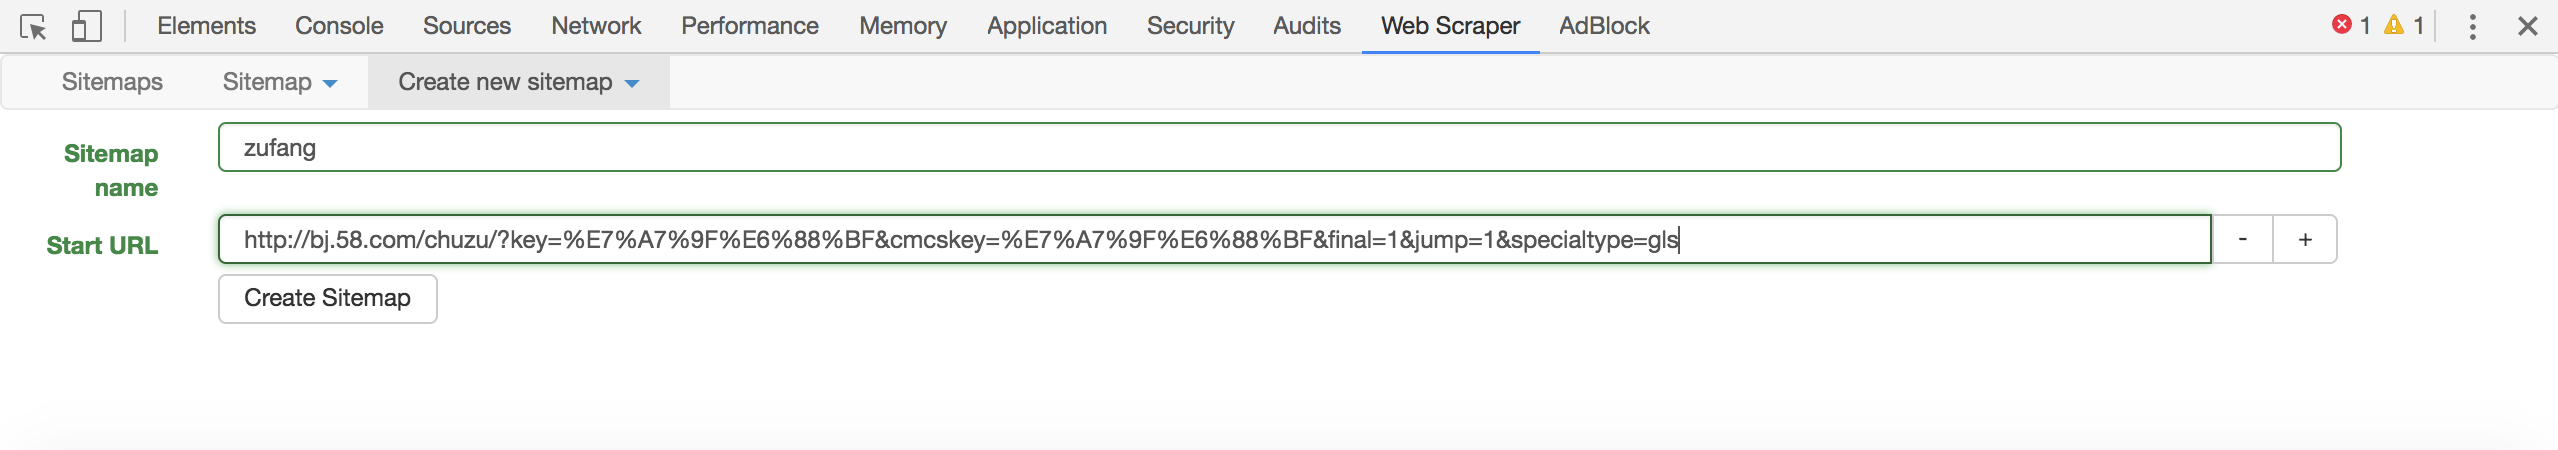 Elements Console Sources Network Performance Memory Application Security Audits Web Scraper AdBlock 1 1
Sitemaps Sitemap Create new sitemap
Sitemap name zufang
Start URL http://bj.58.com/chuzu/?key=%E7%A7%9F%E6%88%BF&cmcskey=%E7%A7%9F%E6%88%BF&final=1&jump=1&specialtype=gls - +
Create Sitemap